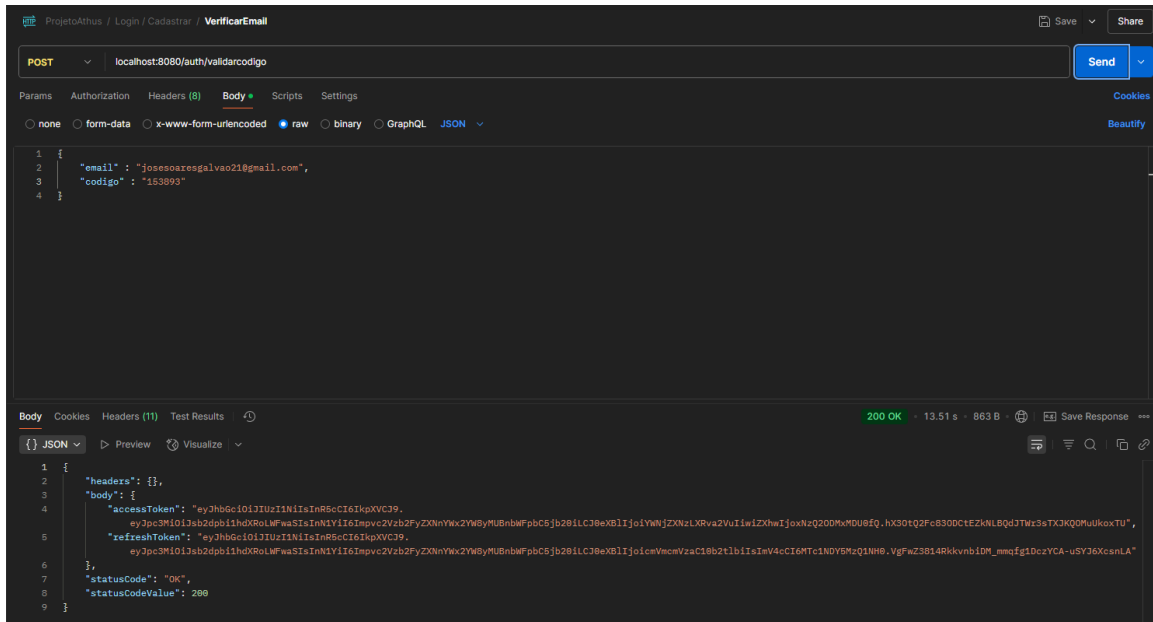 HTTP ProjetoAthus / Login / Cadastrar / VerificarEmail Save Share
POST localhost:8080/auth/validarcodigo Send
Params Authorization Headers (8) Body Scripts Settings Cookies
none form-data x-www-form-urlencoded raw binary GraphQL JSON Beautify
1 {
2 "email" : "josesoaresgalvao21@gmail.com",
3 "codigo" : "153893"
4 }
Body Cookies Headers (11) Test Results 200 OK 13.51 s 863 B Save Response
{} JSON Preview Visualize
1 {
2 "headers": {},
3 "body": {
4 "accessToken": "eyJhbGciOiJIUzI1NiIsInR5cCI6IkpXVCJ9.
5 "refreshToken": "eyJhbGciOiJIUzI1NiIsInR5cCI6IkpXVCJ9.
6 },
7 "statusCode": "OK",
8 "statusCodeValue": 200
9 }